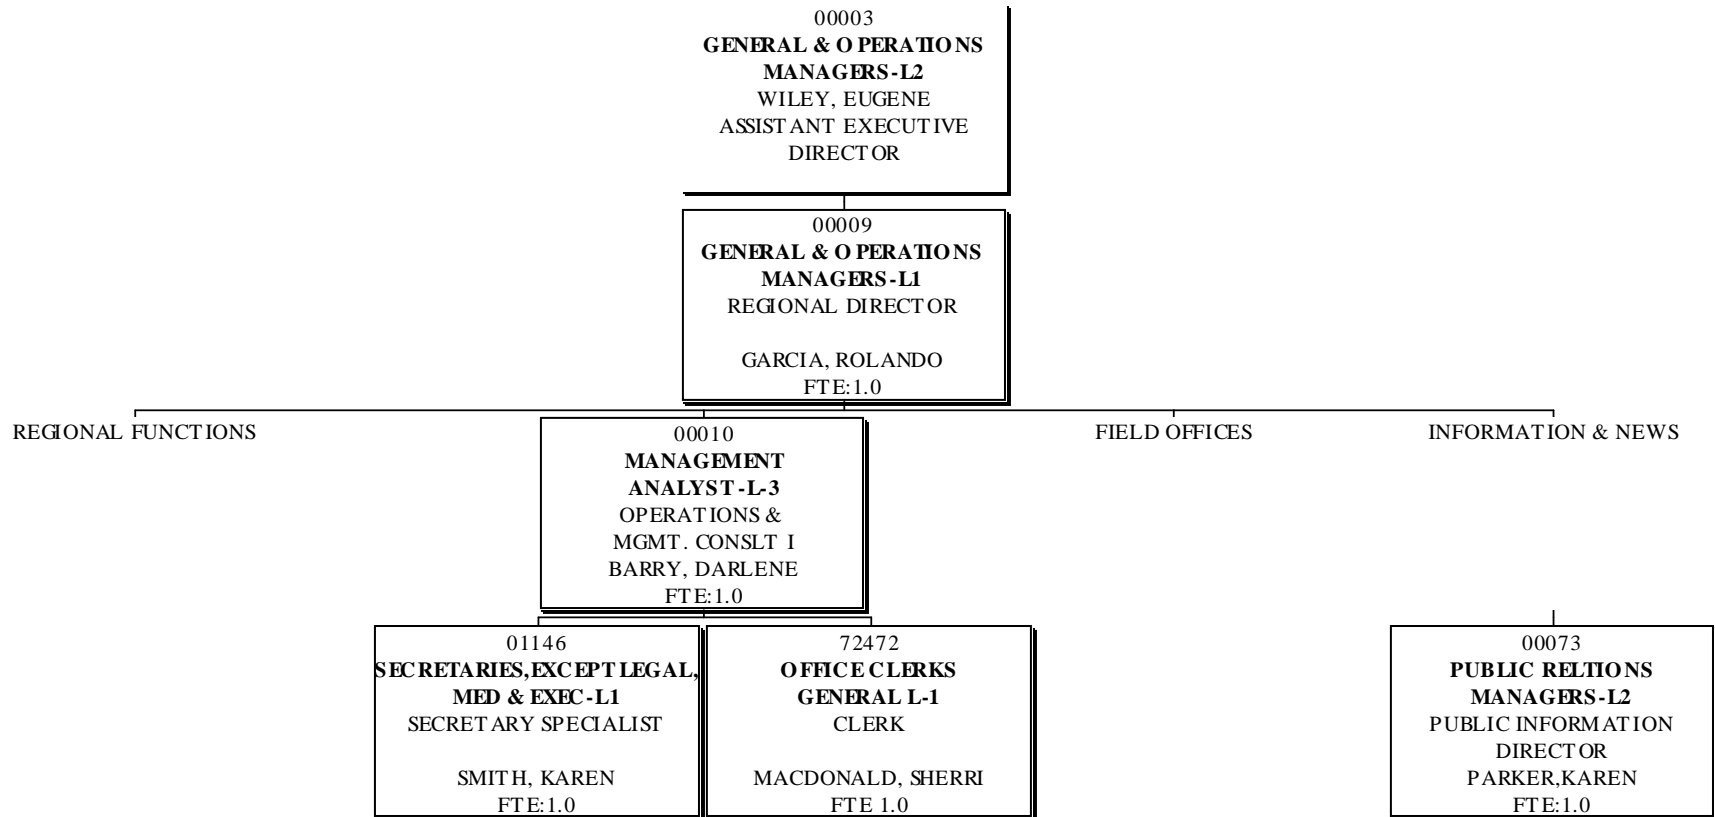 00003
GENERAL & OPERATIONS
MANAGERS-L2
WILEY, EUGENE
ASSISTANT EXECUTIVE
DIRECTOR
00009
GENERAL & OPERATIONS
MANAGERS-L1
REGIONAL DIRECTOR
GARCIA, ROLANDO
FTE:1.0
REGIONAL FUNCTIONS
00010
MANAGEMENT
ANALYST-L-3
OPERATIONS &
MGMT. CONSLT I
BARRY, DARLENE
FTE:1.0
FIELD OFFICES
INFORMATION & NEWS
01146
SECRETARIES,EXCEPT LEGAL,
MED & EXEC-L1
SECRETARY SPECIALIST
SMITH, KAREN
FTE:1.0
72472
OFFICE CLERKS
GENERAL L-1
CLERK
MACDONALD, SHERRI
FTE 1.0
00073
PUBLIC RELTIONS
MANAGERS-L2
PUBLIC INFORMATION
DIRECTOR
PARKER,KAREN
FTE:1.0